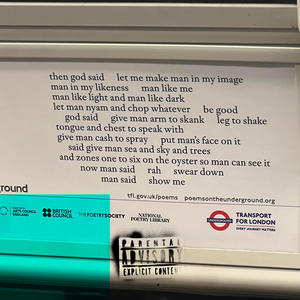 then god said let me make man in my image
man in my likeness man like me
man like light and man like dark
let man nyam and chop whatever be good
god said give man arm to skank leg to shake
tongue and chest to speak with
give man cash to spray put man's face on it
said give man sea and sky and trees
and zones one to six on the oyster so man can see it
now man said rah swear down
man said show me
round
tfl.gov.uk/poems poemsontheunderground.org
ARTS COUNCIL
ENGLAND
BRITISH
COUNCIL
THE POETRY SOCIETY
NATIONAL
POETRY LIBRARY
UNDERGROUND
TRANSPORT
FOR LONDON
EVERY JOURNEY MATTERS
PARENTAL
ADVISORY
EXPLICIT CONTENT